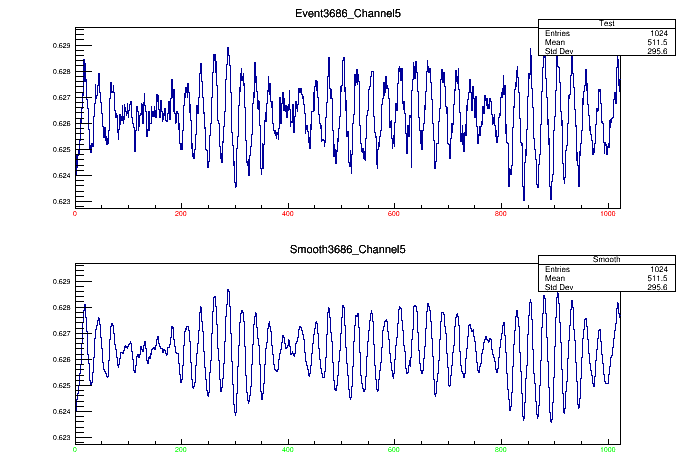 Event3686_Channel5
Test
Entries 1024
Mean 511.5
Std Dev 295.6
0.629
0.628
0.627
0.626
0.625
0.624
0.623
0 200 400 600 800 1000
Smooth3686_Channel5
Smooth
Entries 1024
Mean 511.5
Std Dev 295.6
0.629
0.628
0.627
0.626
0.625
0.624
0.623
0 200 400 600 800 1000